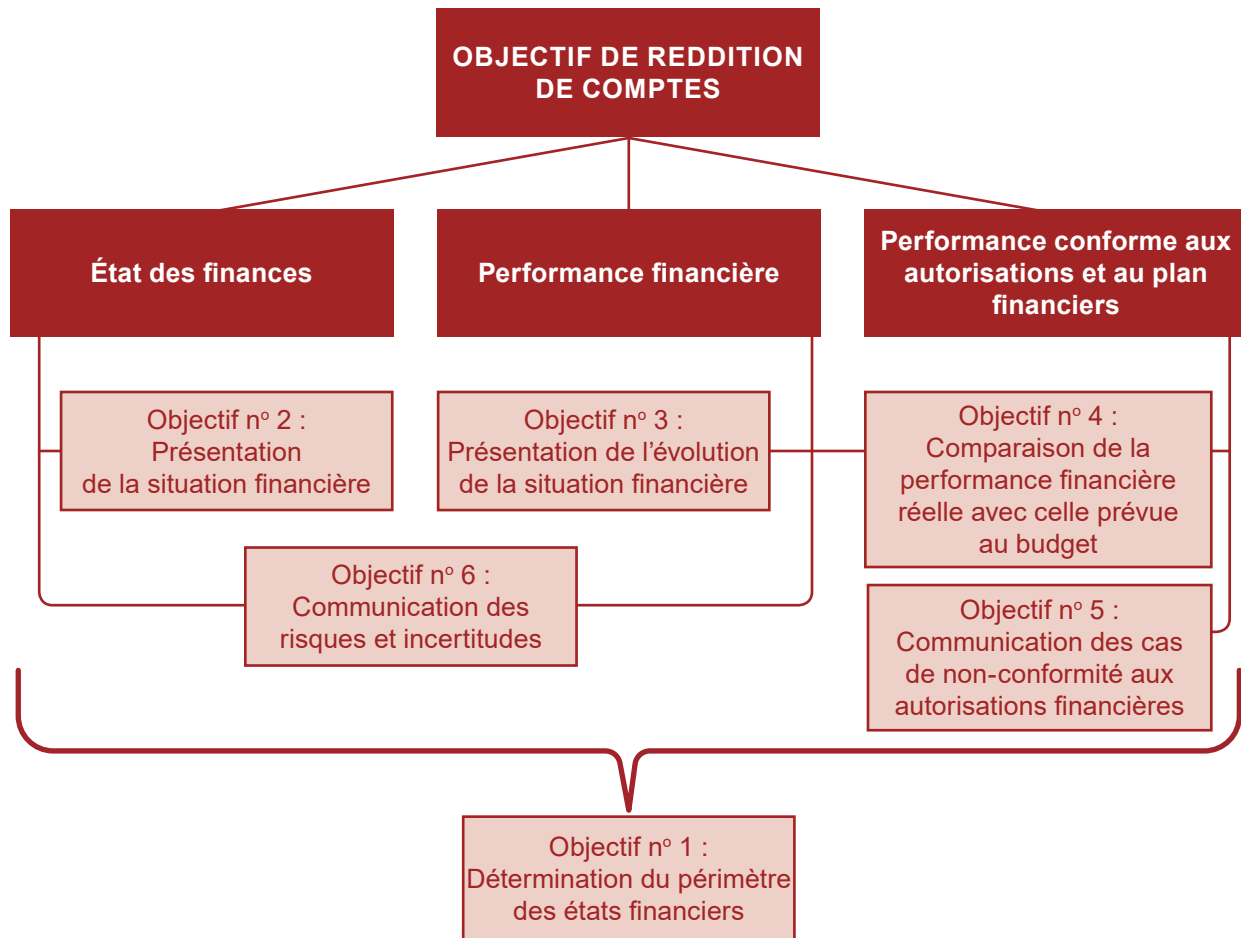 OBJECTIF DE REDDITION
DE COMPTES
État des finances
Performance financière
Performance conforme aux
autorisations et au plan
financiers
Objectif nº 2 :
Présentation
de la situation financière
Objectif nº 3 :
Présentation de l’évolution
de la situation financière
Objectif nº 4 :
Comparaison de la
performance financière
réelle avec celle prévue
au budget
Objectif nº 6 :
Communication des
risques et incertitudes
Objectif nº 5 :
Communication des cas
de non-conformité aux
autorisations financières
Objectif nº 1 :
Détermination du périmètre
des états financiers